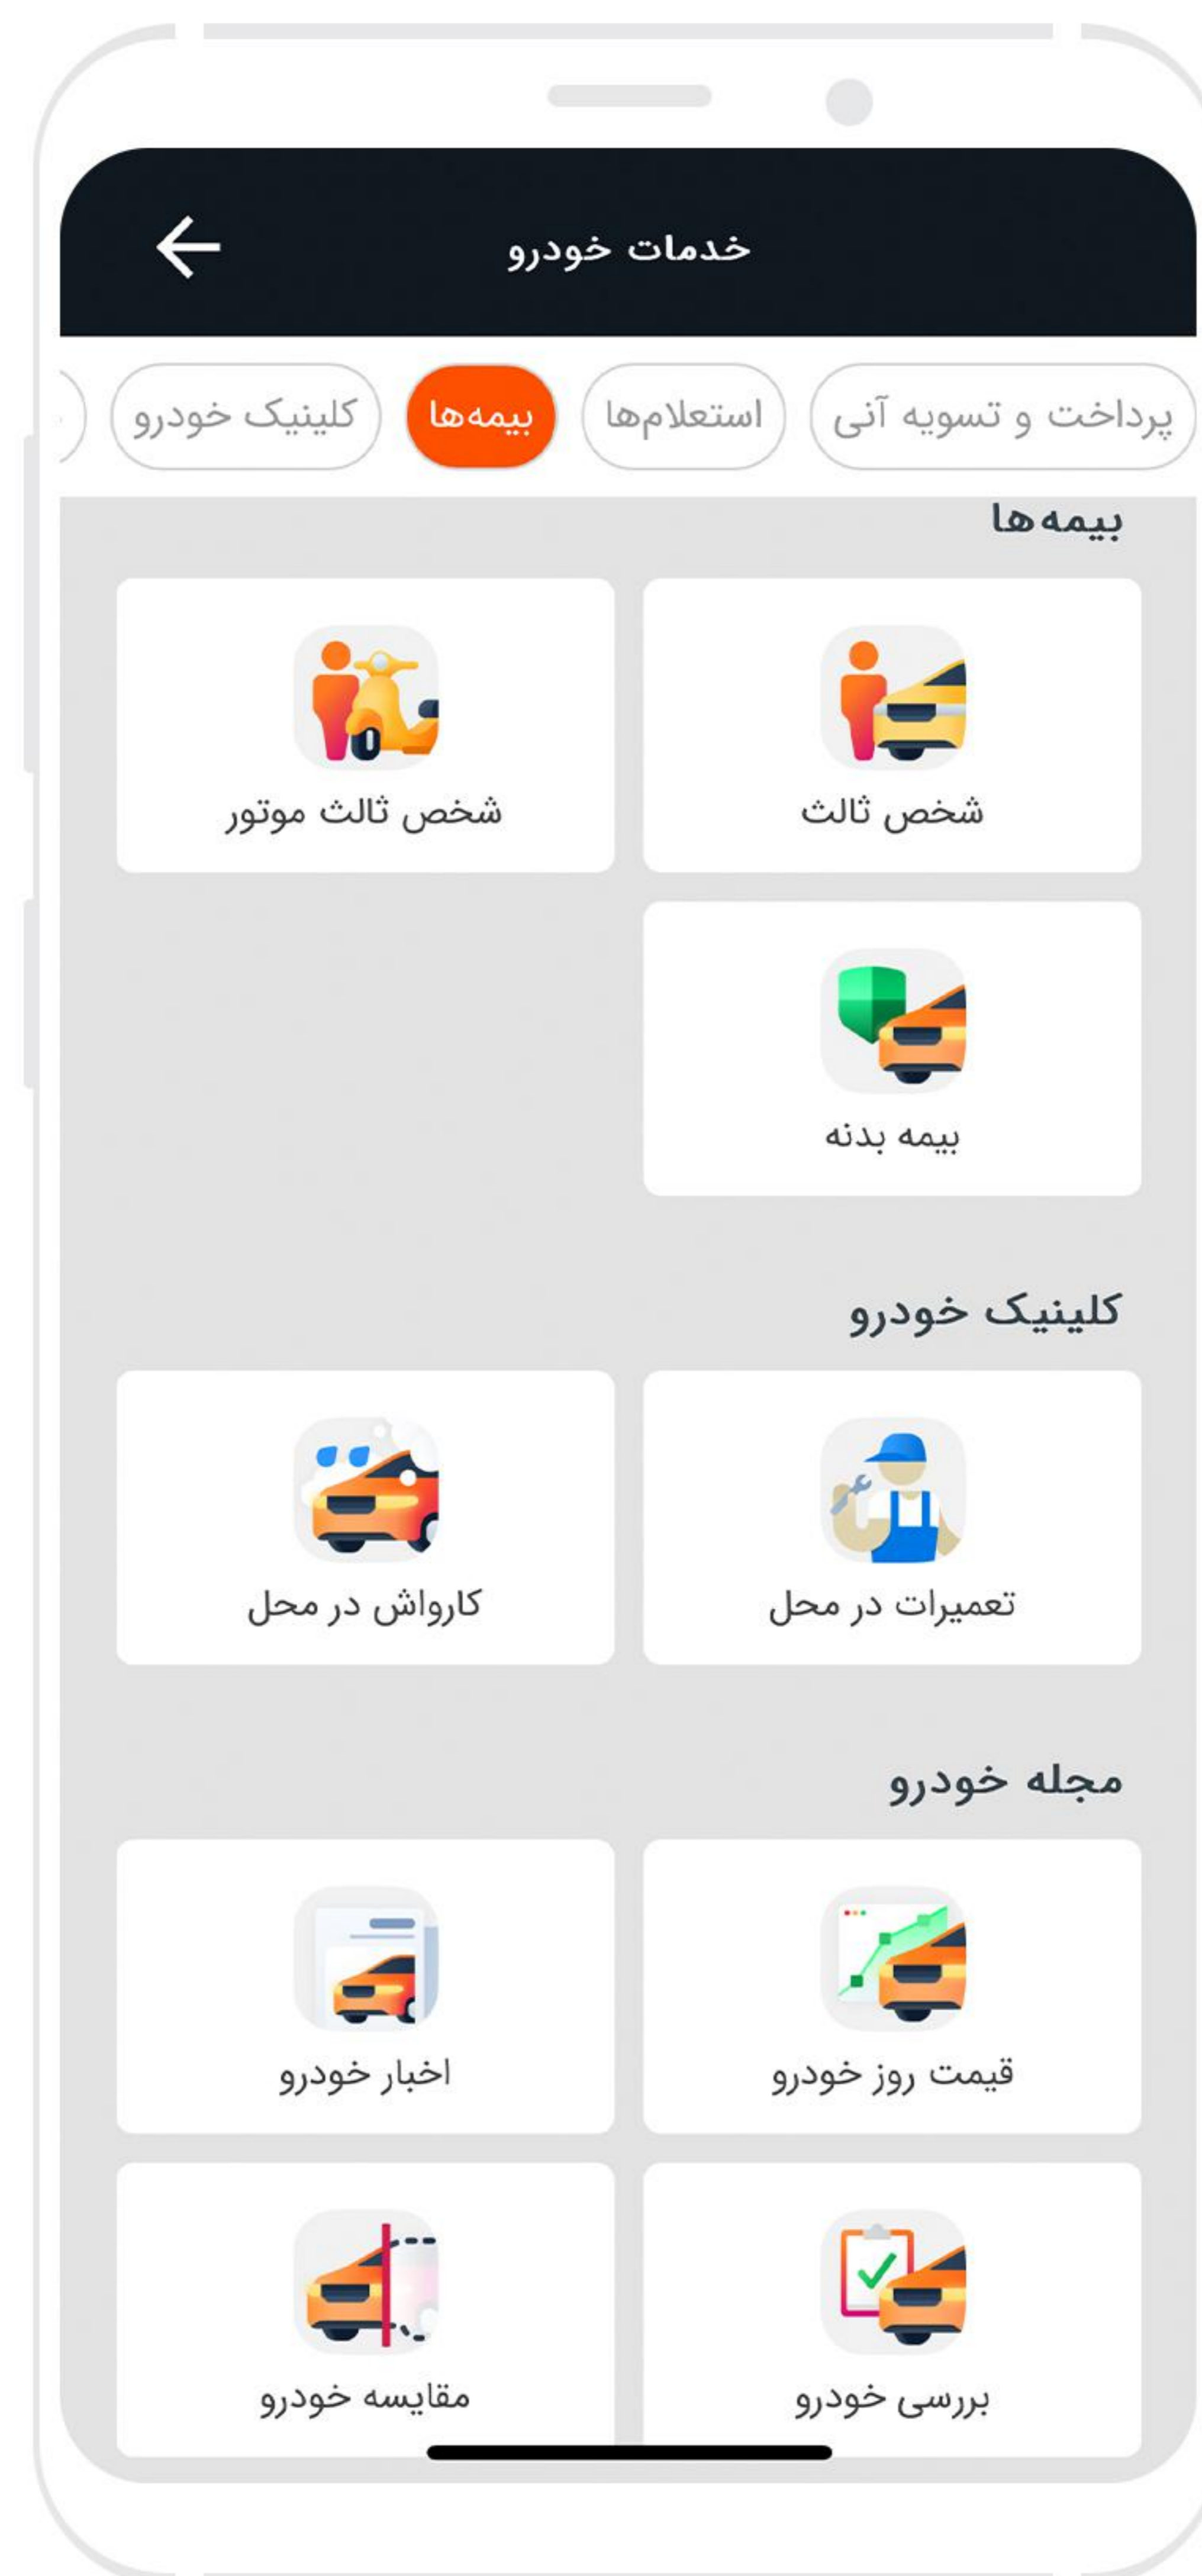 خدمات خودرو
پرداخت و تسویه آنی استعلام‌ها بیمه‌ها کلینیک خودرو
بیمه ها
شخص ثالث شخص ثالث موتور
بیمه بدنه
کلینیک خودرو
تعمیرات در محل کارواش در محل
مجله خودرو
قیمت روز خودرو اخبار خودرو
بررسی خودرو مقایسه خودرو